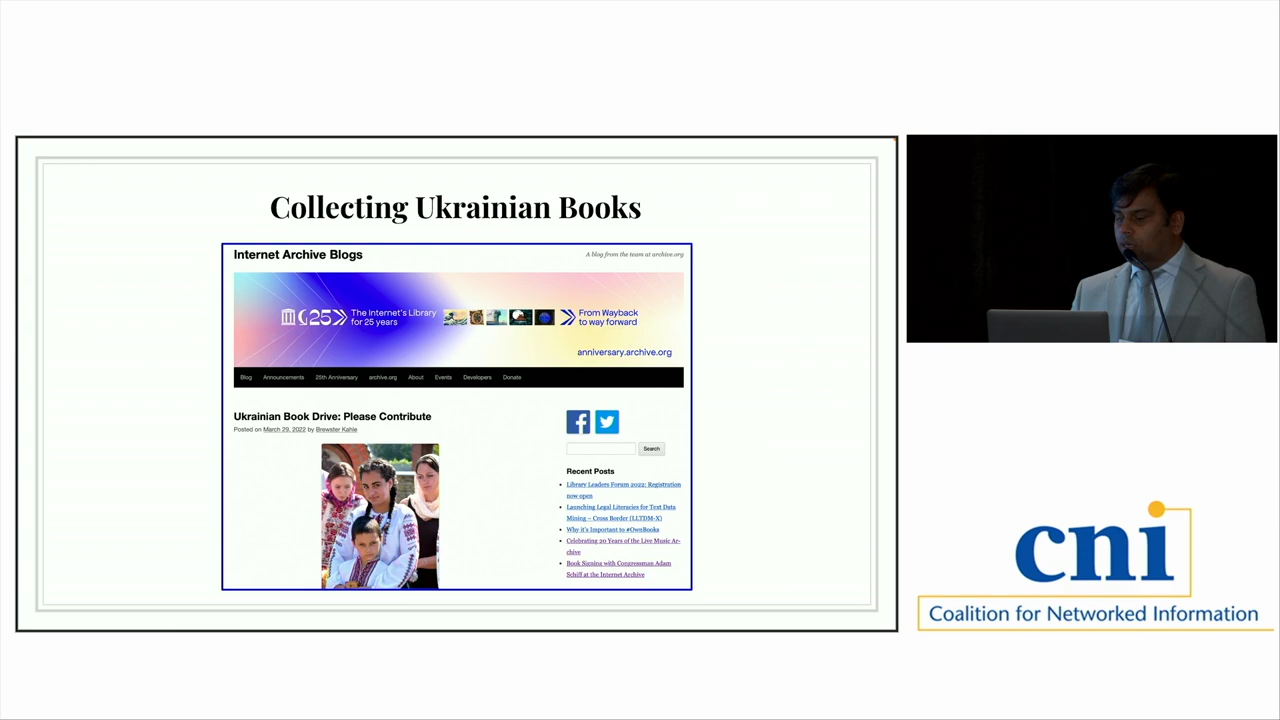 Collecting Ukrainian Books
Internet Archive Blogs
A blog from the team at archive.org
25
The Internet's Library
for 25 years
From Wayback
to way forward
anniversary.archive.org
Blog Announcements 25th Anniversary archive.org About Events Developers Donate
Ukrainian Book Drive: Please Contribute
Posted on March 29, 2022 by Brewster Kahle
Search
Recent Posts
Library Leaders Forum 2022: Registration
now open
Launching Legal Literacies for Text Data
Mining – Cross Border (LLTDM-X)
Why it's Important to #OwnBooks
Celebrating 20 Years of the Live Music Ar-
chive
Book Signing with Congressman Adam
Schiff at the Internet Archive
cni
Coalition for Networked Information